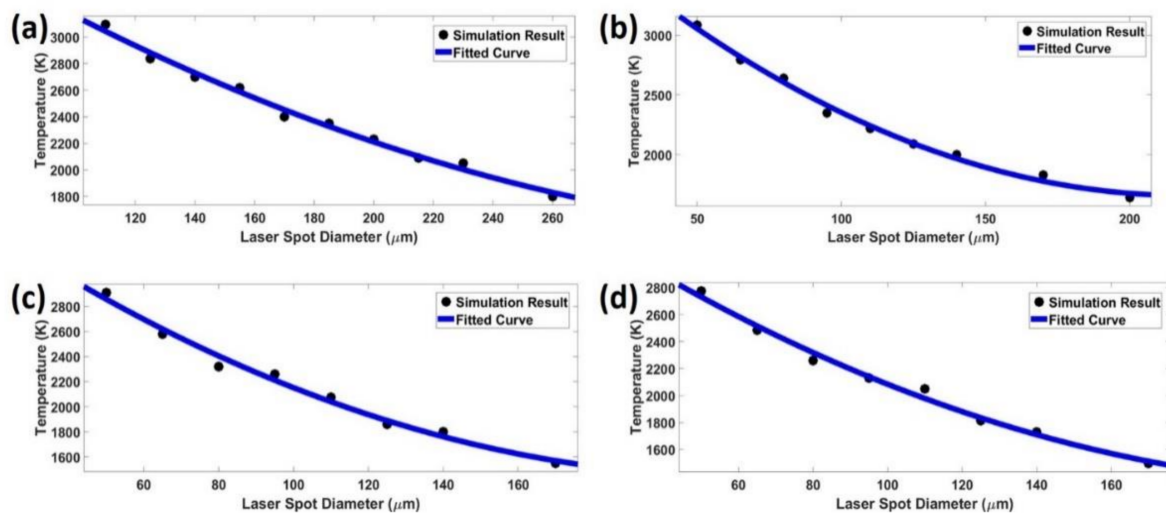 (a)
3000
2800
2600
2400
2200
2000
1800
Temperature (K)
Simulation Result
Fitted Curve
120 140 160 180 200 220 240 260
Laser Spot Diameter (μm)
(b)
3000
2500
2000
Temperature (K)
Simulation Result
Fitted Curve
50 100 150 200
Laser Spot Diameter (μm)
(c)
2800
2600
2400
2200
2000
1800
1600
Temperature (K)
Simulation Result
Fitted Curve
60 80 100 120 140 160
Laser Spot Diameter (μm)
(d)
2800
2600
2400
2200
2000
1800
1600
Temperature (K)
Simulation Result
Fitted Curve
60 80 100 120 140 160
Laser Spot Diameter (μm)